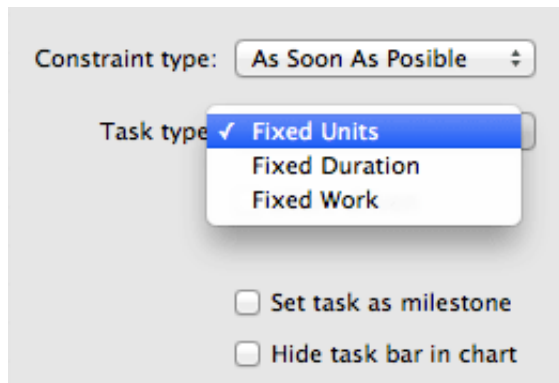 Constraint type: As Soon As Posible
Task type ✓ Fixed Units
Fixed Duration
Fixed Work
Set task as milestone
Hide task bar in chart